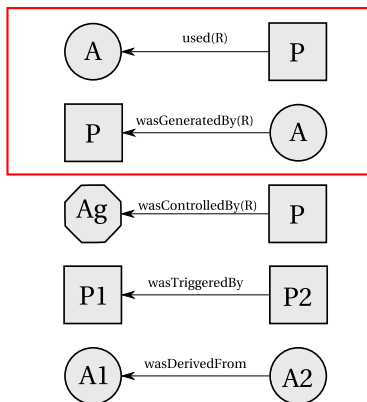 A used(R) P
P wasGeneratedBy(R) A
Ag wasControlledBy(R) P
P1 wasTriggeredBy P2
A1 wasDerivedFrom A2